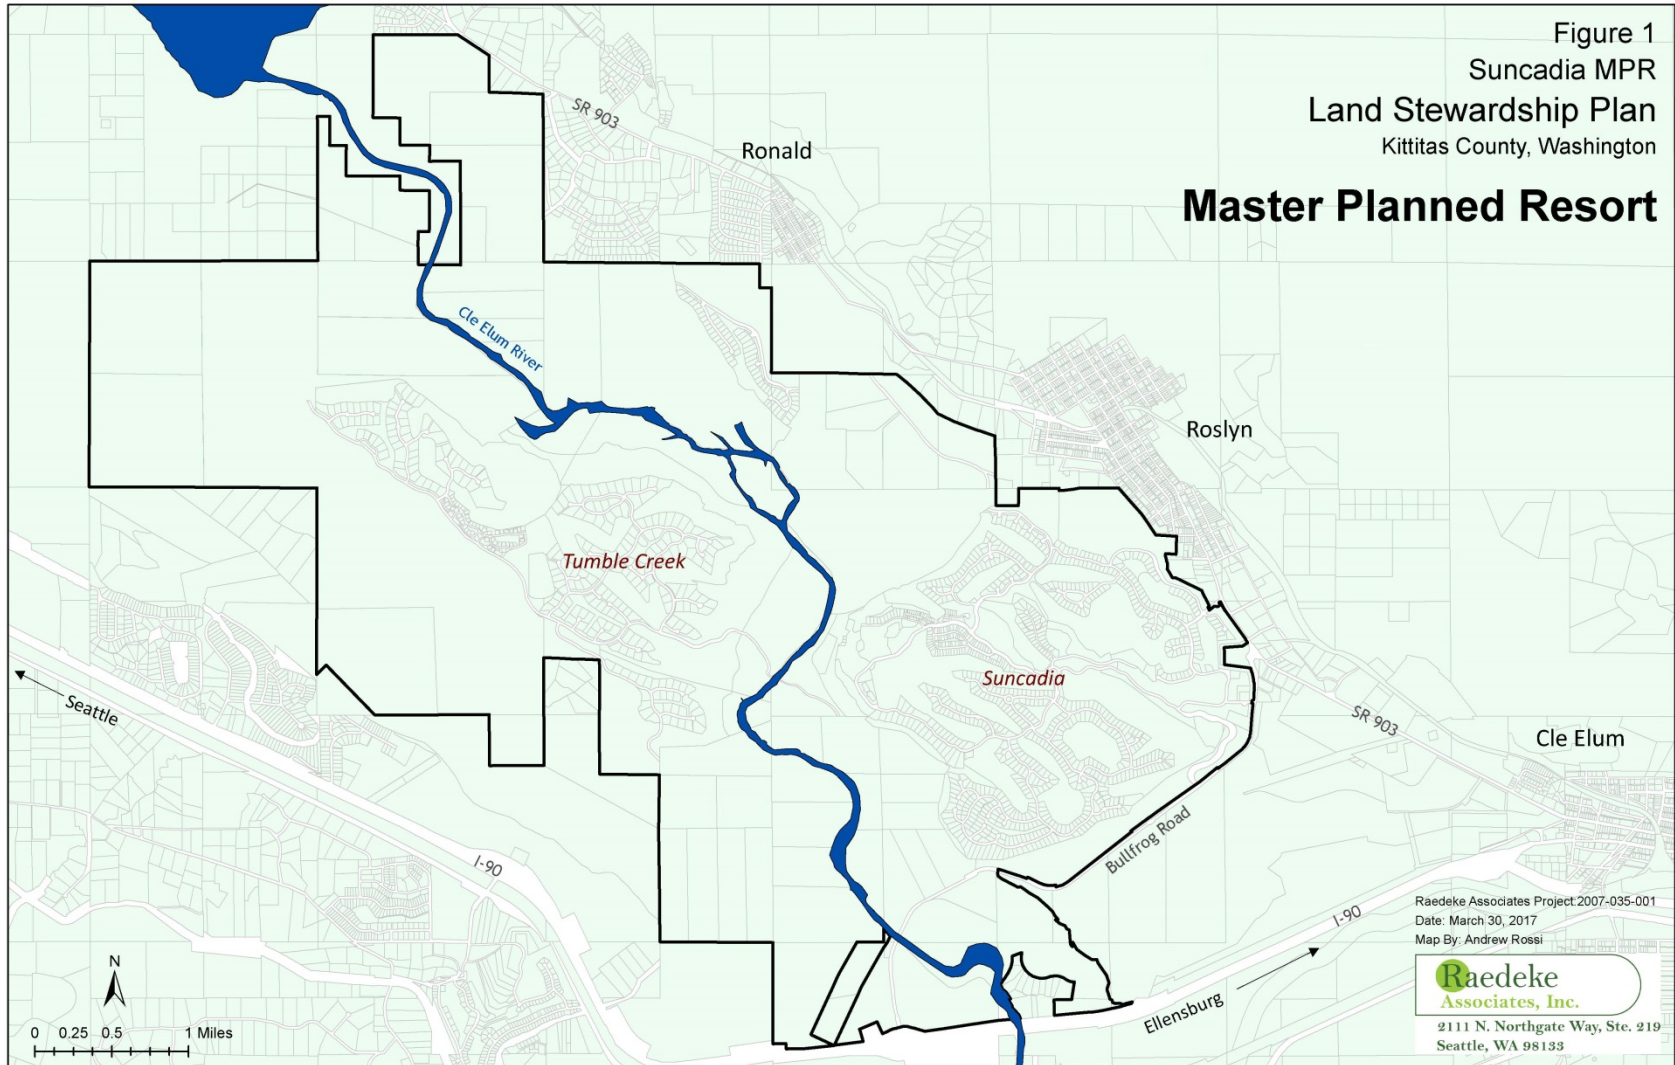 Figure 1
Suncadia MPR
Land Stewardship Plan
Kittitas County, Washington
Master Planned Resort
SR 903
Ronald
Cle Elum River
Roslyn
Tumble Creek
Suncadia
Seattle
SR 903
Cle Elum
Bullfrog Road
I-90
I-90
Ellensburg
Raedeke Associates Project:2007-035-001
Date: March 30, 2017
Map By: Andrew Rossi
Raedeke
Associates, Inc.
2111 N. Northgate Way, Ste. 219
Seattle, WA 98133
N
0 0.25 0.5 1 Miles